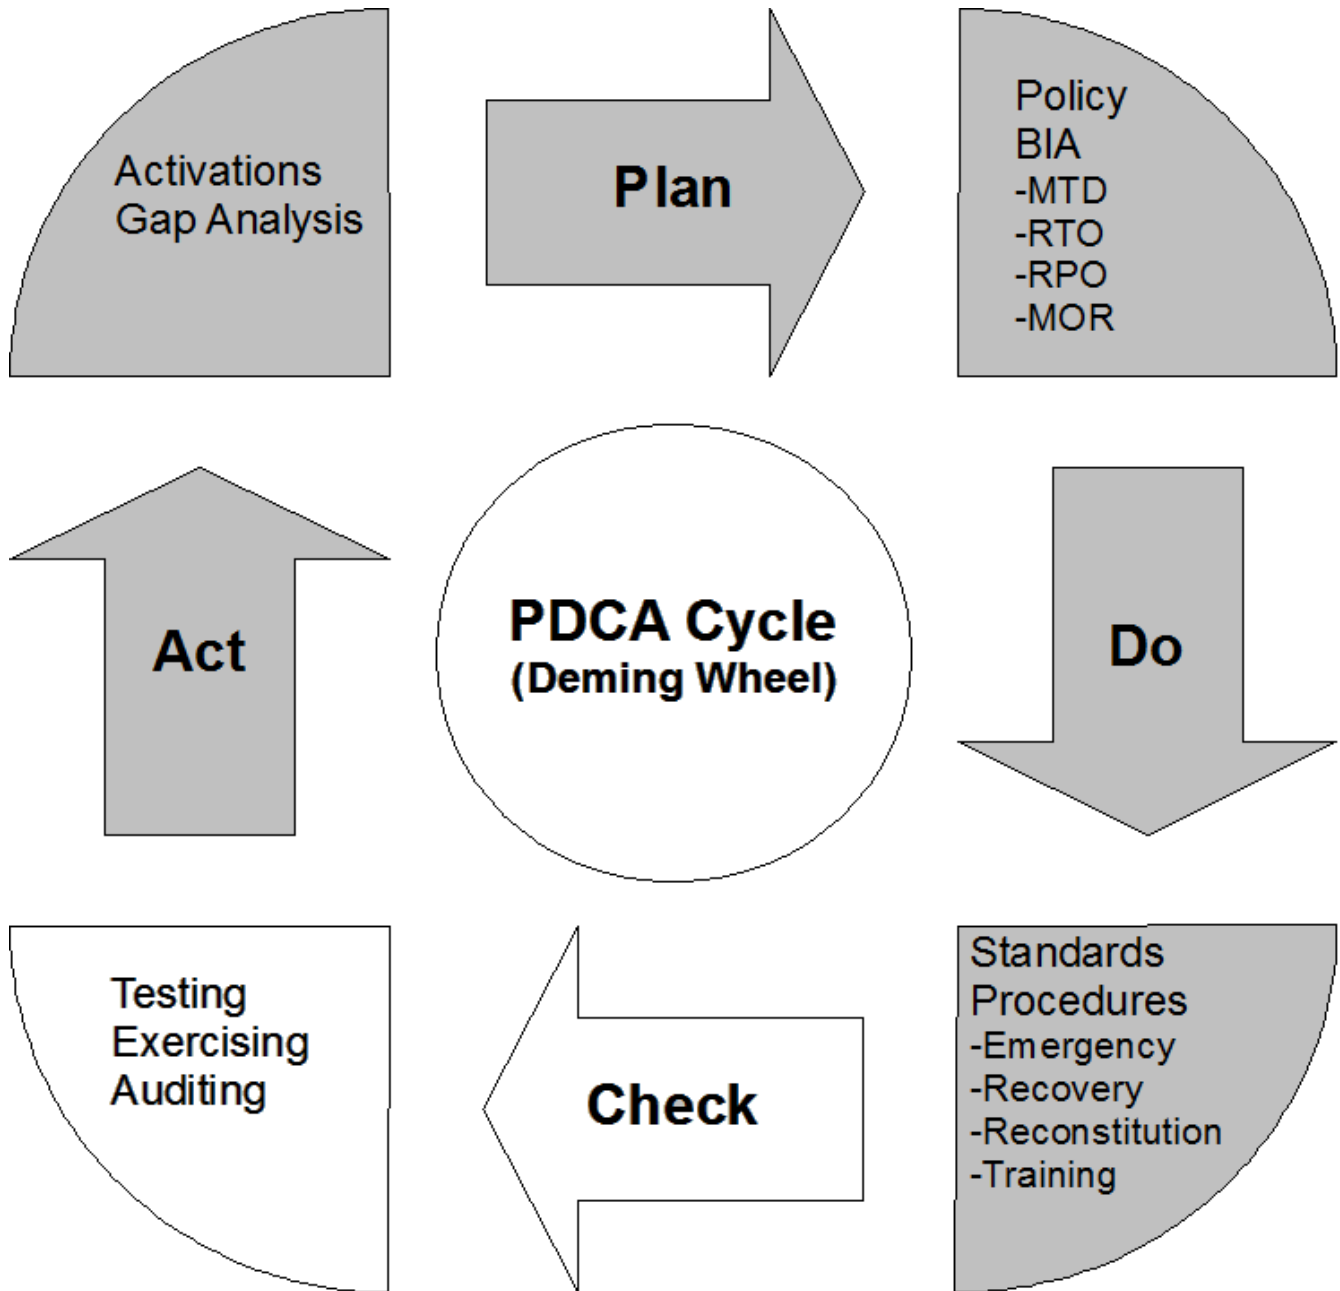 Activations
Gap Analysis
Plan
Policy
BIA
-MTD
-RTO
-RPO
-MOR
Act
PDCA Cycle
(Deming Wheel)
Do
Testing
Exercising
Auditing
Check
Standards
Procedures
-Emergency
-Recovery
-Reconstitution
-Training